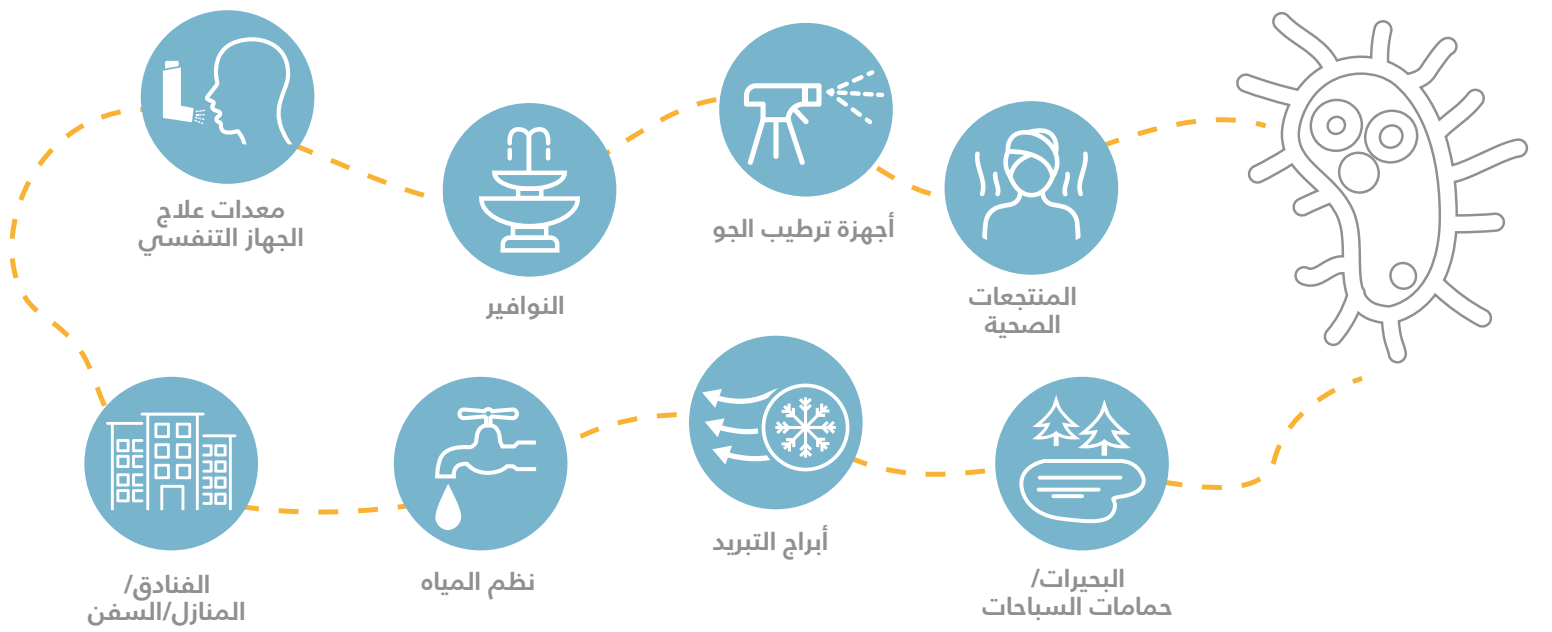 المنتجعات
الصحية
أجهزة ترطيب الجو
النوافير
معدات علاج
الجهاز التنفسي
البحيرات/
حمامات السباحات
أبراج التبريد
نظم المياه
الفنادق/
المنازل/السفن